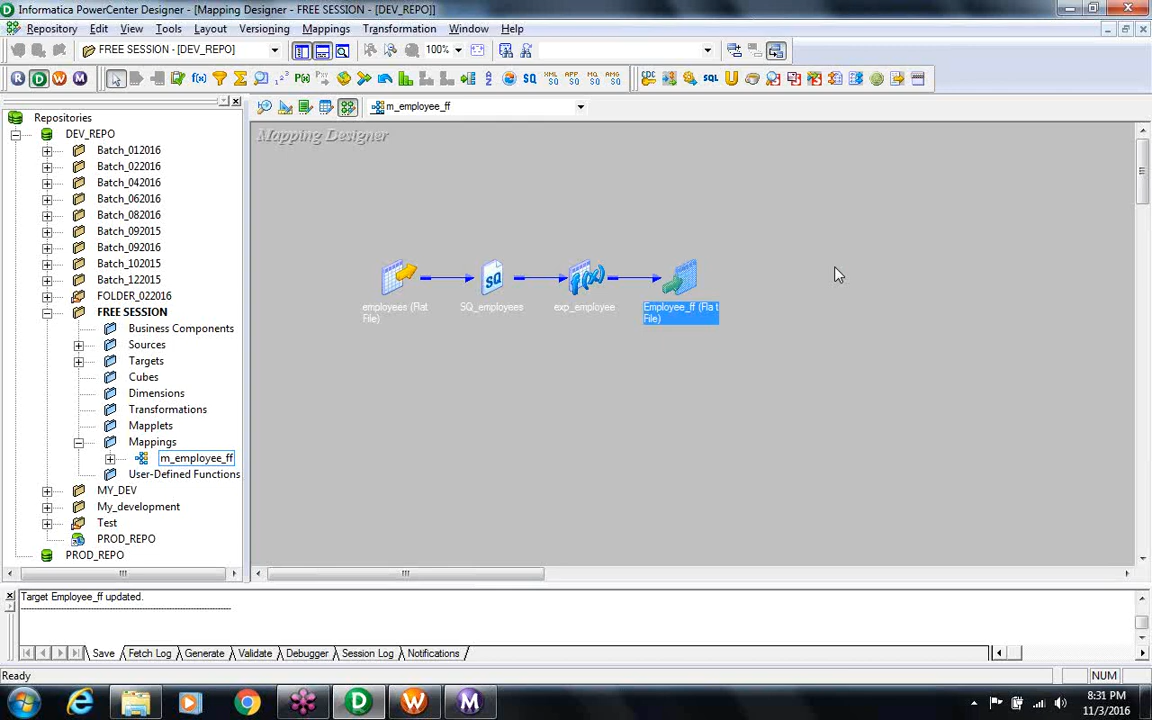 Informatica PowerCenter Designer - FREE SESSION - [Mapping Designer - FREE SESSION - [DEV_REPO]]
Repository Edit View Tools Layout Versioning Mappings Transformation Window Help
FREE SESSION - [DEV_REPO]
100%
m_employee_ff
Mapping Designer
Repositories
DEV_REPO
Batch_012016
Batch_022016
Batch_042016
Batch_062016
Batch_082016
Batch_092015
Batch_092016
Batch_102015
Batch_122015
FOLDER_022016
FREE SESSION
Business Components
Sources
Targets
Cubes
Dimensions
Transformations
Mapplets
Mappings
m_employee_ff
User-Defined Functions
MY_DEV
My_development
Test
PROD_REPO
PROD_REPO
employees (Flat
File)
SQ_employees
exp_employee
Employee_ff (Fla t
File)
Target Employee_ff updated.
Save Fetch Log Generate Validate Debugger Session Log Notifications
Ready
NUM
8:31 PM
11/3/2016